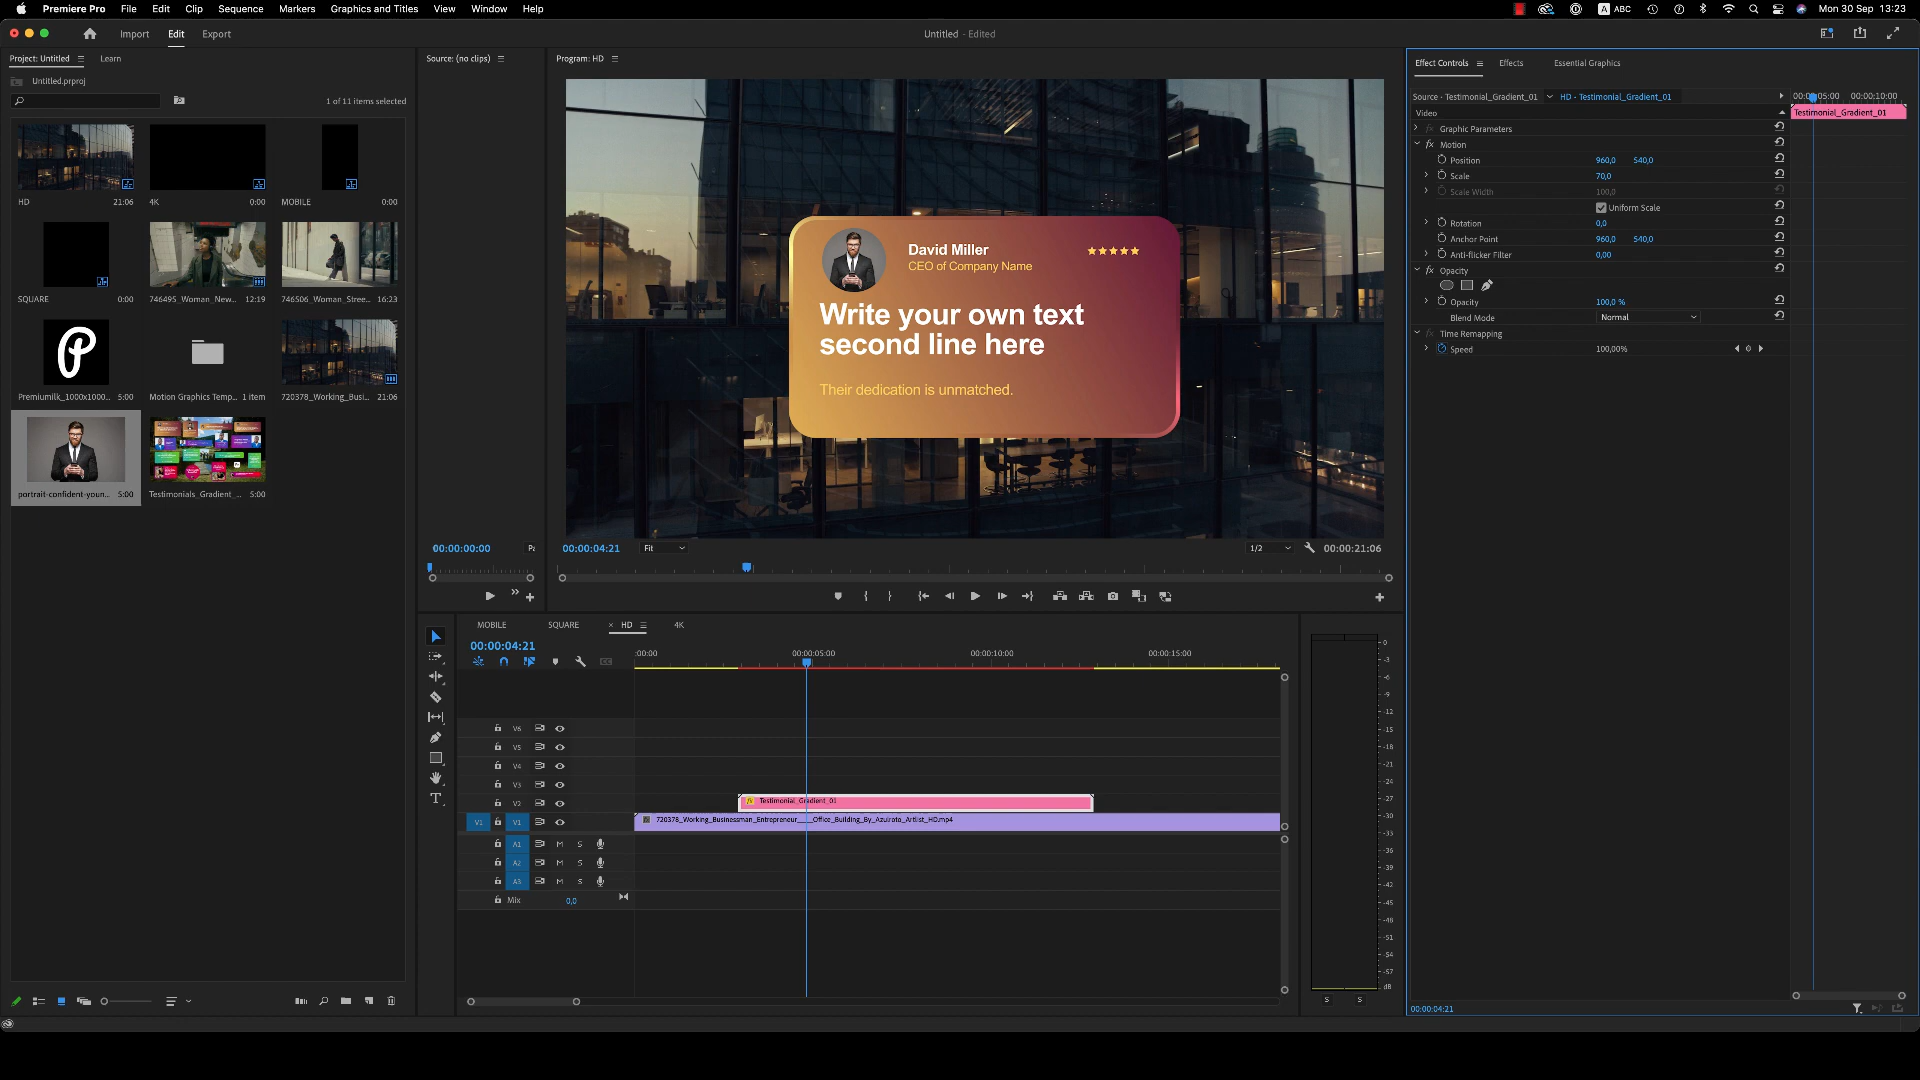 Premiere Pro File Edit Clip Sequence Markers Graphics and Titles View Window Help
A ABC Mon 30 Sep 13:23
Import Edit Export
Untitled - Edited
Project: Untitled Learn
Untitled.prproj
1 of 11 items selected
HD 21:06
4K 0:00
MOBILE 0:00
SQUARE 0:00
746495_Woman_New... 12:19
746506_Woman_Stree... 16:23
Premiumilk_1000x1000... 5:00
Motion Graphics Temp... 1 item
720378_Working_Busi... 21:06
portrait-confident-youn... 5:00
Testimonials_Gradient_... 5:00
Source: (no clips)
00:00:00:00
Program: HD
David Miller
CEO of Company Name
Write your own text
second line here
Their dedication is unmatched.
00:00:04:21 Fit 1/2 00:00:21:06
MOBILE SQUARE × HD 4K
00:00:04:21
:00:00 00:00:05:00 00:00:10:00 00:00:15:00
V6
V5
V4
V3
V2 Testimonial_Gradient_01
V1 V1 720378_Working_Businessman_Entrepreneur____Office_Building_By_Azuiroto_Artlist_HD.mp4
A1 M S
A2 M S
A3 M S
Mix 0,0
0
-3
-6
-9
-12
-15
-18
-21
-24
-27
-30
-33
-36
-39
-42
-45
-48
-51
-54
-57
dB
S S
Effect Controls Effects Essential Graphics
Source · Testimonial_Gradient_01 HD · Testimonial_Gradient_01
00:00:10:00
Testimonial_Gradient_01
Video
fx Graphic Parameters
fx Motion
Position 960,0 540,0
Scale 70,0
Scale Width 100,0
Uniform Scale
Rotation 0,0
Anchor Point 960,0 540,0
Anti-flicker Filter 0,00
fx Opacity
Opacity 100,0 %
Blend Mode Normal
fx Time Remapping
Speed 100,00%
00:00:04:21